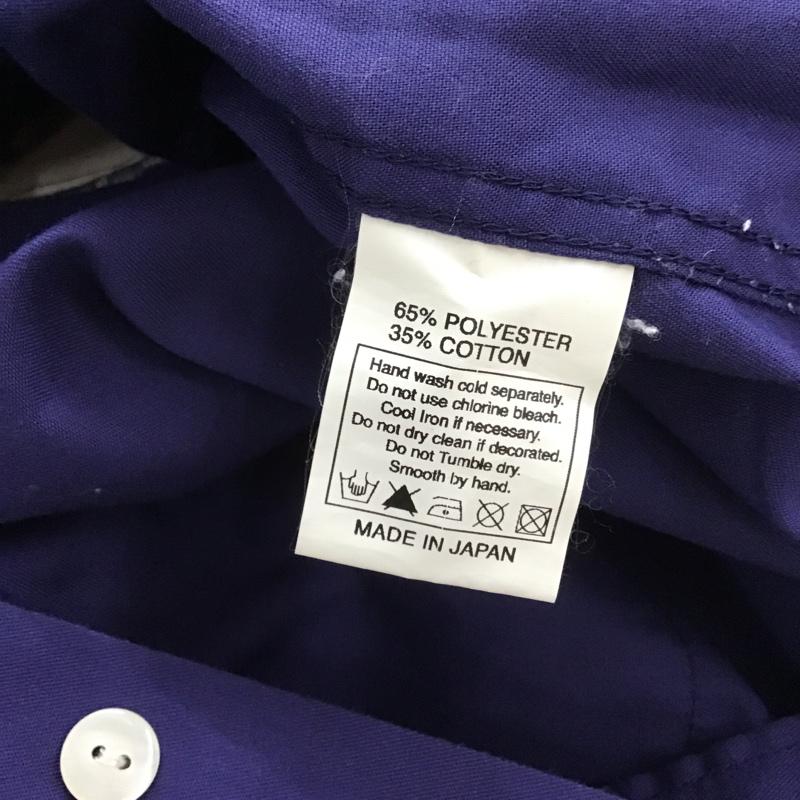 65% POLYESTER
35% COTTON
Hand wash cold separately.
Do not use chlorine bleach.
Cool Iron if necessary.
Do not dry clean if decorated.
Do not Tumble dry.
Smooth by hand.
MADE IN JAPAN